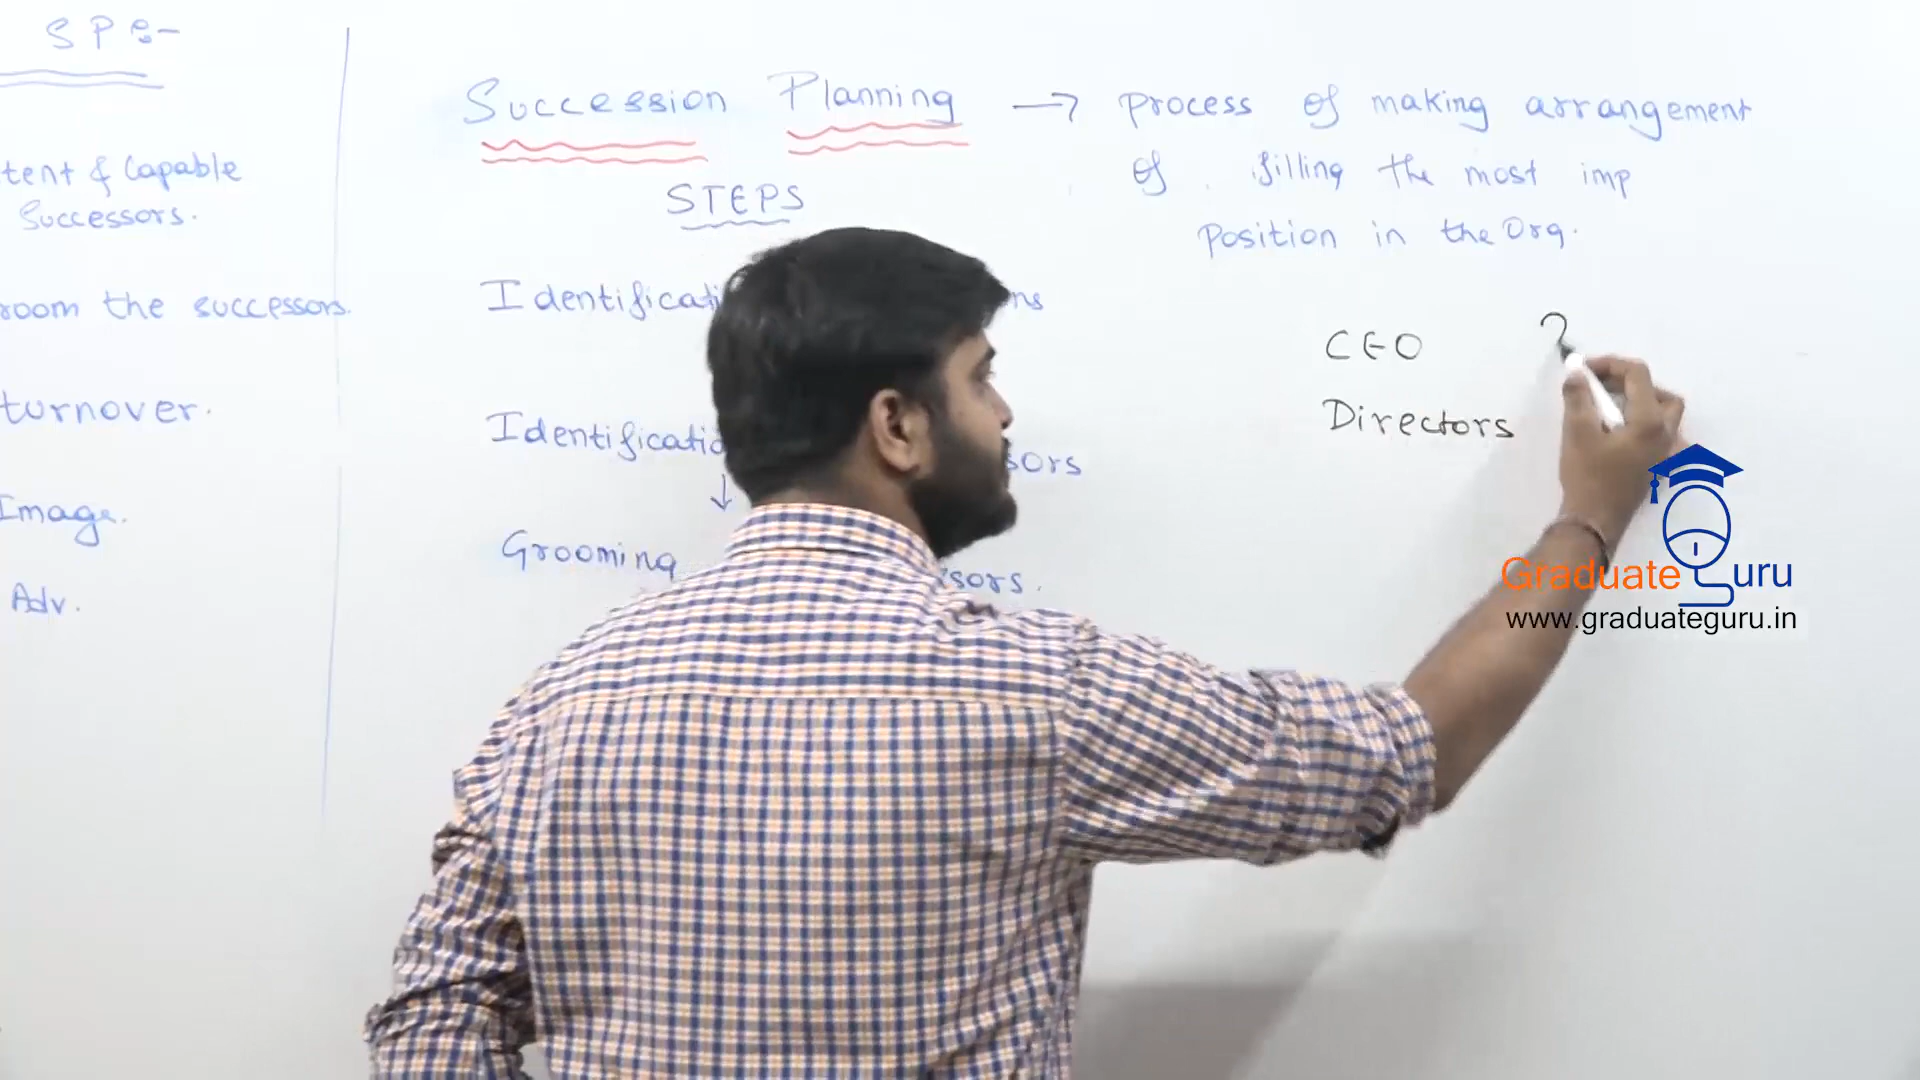 SP:-
tent & Capable
Successors.
room the successors.
turnover.
Image.
Adv.
Succession Planning → process of making arrangement
of filling the most imp
position in the Org.
STEPS
Identificati ns
Identificatio sors
↓
Grooming sors.
CEO ?
Directors
Graduate Guru
www.graduateguru.in